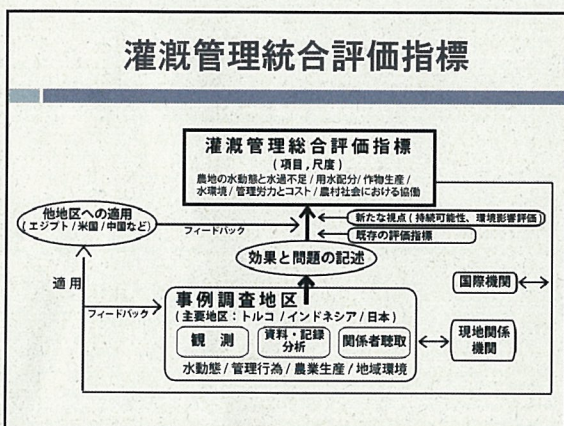 灌漑管理統合評価指標
灌漑管理総合評価指標
(項目,尺度)
農地の水動態と水過不足/用水配分/作物生産/
水環境/管理労力とコスト/農村社会における協働
他地区への適用
(エジプト/米国/中国など)
フィードバック
新たな視点(持続可能性、環境影響評価)
既存の評価指標
効果と問題の記述
適用
フィードバック
事例調査地区
(主要地区:トルコ/インドネシア/日本)
観 測
資料・記録
分析
関係者聴取
水動態/管理行為/農業生産/地域環境
国際機関
現地関係
機関